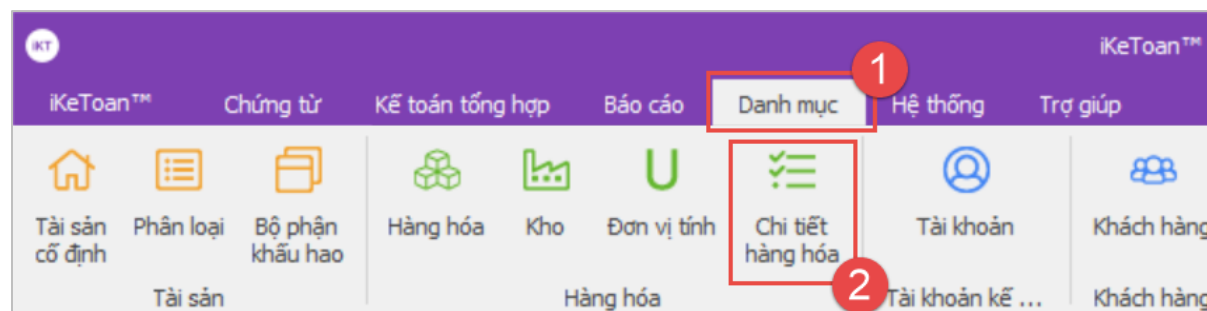 iKT
iKeToan™
1
iKeToan™ Chứng từ Kế toán tổng hợp Báo cáo Danh mục Hệ thống Trợ giúp
U
Tài sản Phân loại Bộ phận Hàng hóa Kho Đơn vị tính Chi tiết Tài khoản Khách hàng
cố định khấu hao hàng hóa
2
Tài sản Hàng hóa Tài khoản kế ... Khách hàng